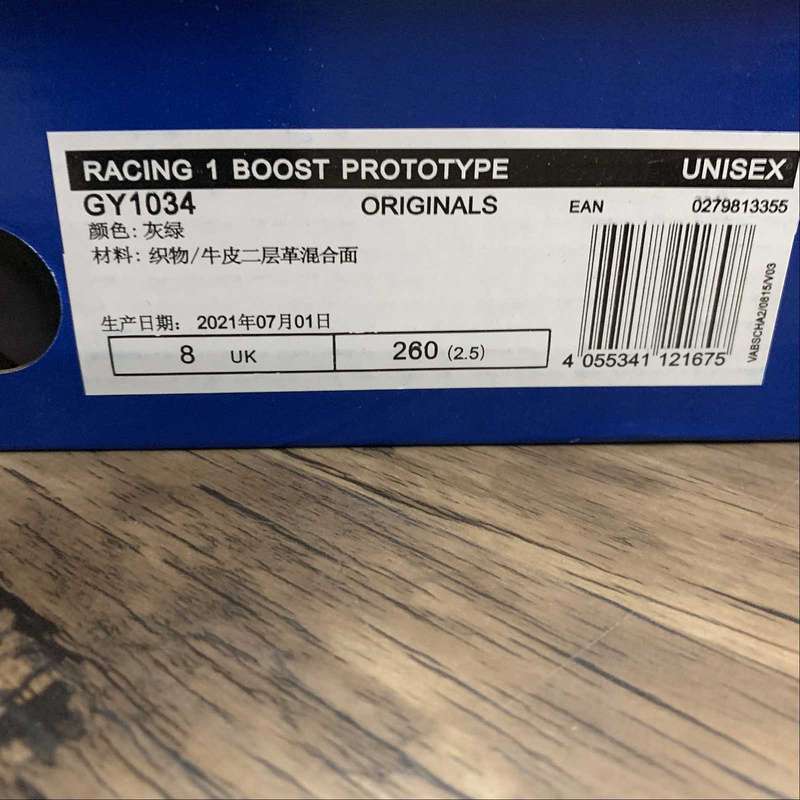 RACING 1 BOOST PROTOTYPE UNISEX
GY1034 ORIGINALS EAN 0279813355
颜色: 灰绿
材料: 织物/牛皮二层革混合面
生产日期: 2021年07月01日
8 UK 260 (2.5)
4 055341 121675
VABSCHA2/0815/V03